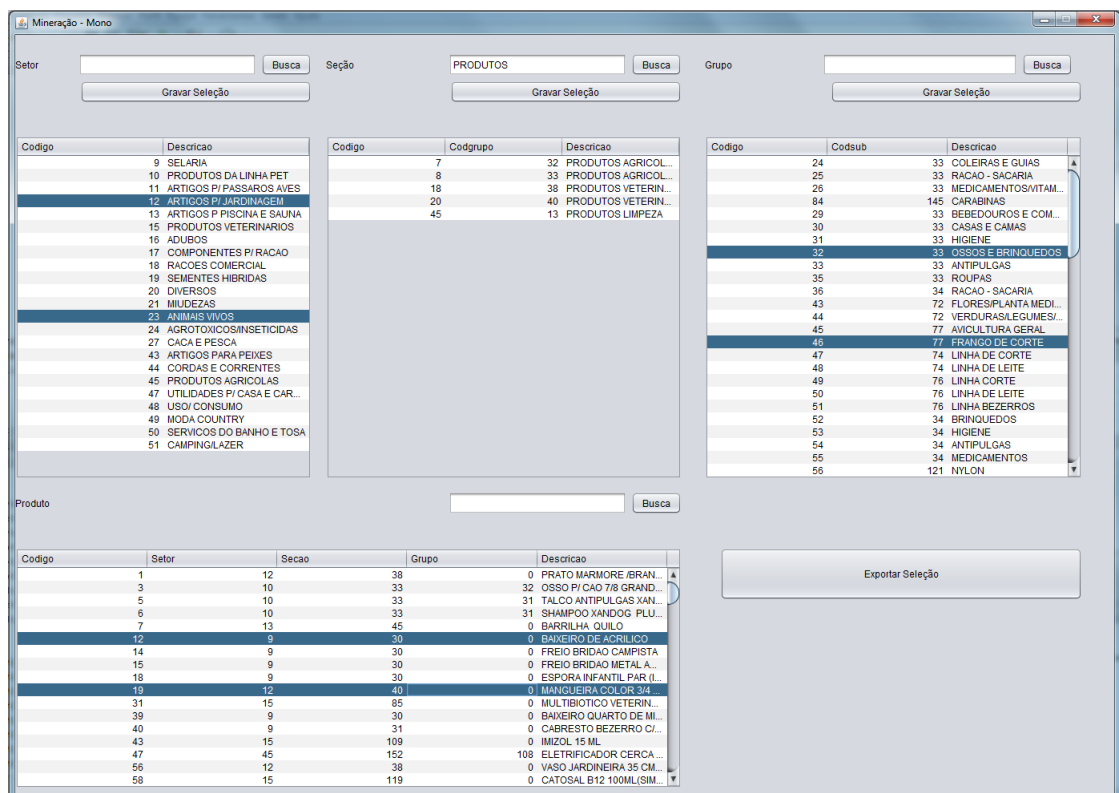 Mineração - Mono
Setor Busca Seção PRODUTOS Busca Grupo Busca
Gravar Seleção Gravar Seleção Gravar Seleção
Codigo Descricao
9 SELARIA
10 PRODUTOS DA LINHA PET
11 ARTIGOS P/ PASSAROS AVES
12 ARTIGOS P/ JARDINAGEM
13 ARTIGOS P PISCINA E SAUNA
15 PRODUTOS VETERINARIOS
16 ADUBOS
17 COMPONENTES P/ RACAO
18 RACOES COMERCIAL
19 SEMENTES HIBRIDAS
20 DIVERSOS
21 MIUDEZAS
23 ANIMAIS VIVOS
24 AGROTOXICOS/INSETICIDAS
27 CACA E PESCA
43 ARTIGOS PARA PEIXES
44 CORDAS E CORRENTES
45 PRODUTOS AGRICOLAS
47 UTILIDADES P/ CASA E CAR...
48 USO/ CONSUMO
49 MODA COUNTRY
50 SERVICOS DO BANHO E TOSA
51 CAMPING/LAZER
Codigo Codgrupo Descricao
7 32 PRODUTOS AGRICOL...
8 33 PRODUTOS AGRICOL...
18 38 PRODUTOS VETERIN...
20 40 PRODUTOS VETERIN...
45 13 PRODUTOS LIMPEZA
Codigo Codsub Descricao
24 33 COLEIRAS E GUIAS
25 33 RACAO - SACARIA
26 33 MEDICAMENTOS/VITAM...
84 145 CARABINAS
29 33 BEBEDOUROS E COM...
30 33 CASAS E CAMAS
31 33 HIGIENE
32 33 OSSOS E BRINQUEDOS
33 33 ANTIPULGAS
35 33 ROUPAS
36 34 RACAO - SACARIA
43 72 FLORES/PLANTA MEDI...
44 72 VERDURAS/LEGUMES/...
45 77 AVICULTURA GERAL
46 77 FRANGO DE CORTE
47 74 LINHA DE CORTE
48 74 LINHA DE LEITE
49 76 LINHA CORTE
50 76 LINHA DE LEITE
51 76 LINHA BEZERROS
52 34 BRINQUEDOS
53 34 HIGIENE
54 34 ANTIPULGAS
55 34 MEDICAMENTOS
56 121 NYLON
Produto Busca
Codigo Setor Secao Grupo Descricao
1 12 38 0 PRATO MARMORE /BRAN...
3 10 33 32 OSSO P/ CAO 7/8 GRAND...
5 10 33 31 TALCO ANTIPULGAS XAN...
6 10 33 31 SHAMPOO XANDOG PLU...
7 13 45 0 BARRILHA QUILO
12 9 30 0 BAIXEIRO DE ACRILICO
14 9 30 0 FREIO BRIDAO CAMPISTA
15 9 30 0 FREIO BRIDAO METAL A...
18 9 30 0 ESPORA INFANTIL PAR (I...
19 12 40 0 MANGUEIRA COLOR 3/4 ...
31 15 85 0 MULTIBIOTICO VETERIN...
39 9 30 0 BAIXEIRO QUARTO DE MI...
40 9 31 0 CABRESTO BEZERRO C/...
43 15 109 0 IMIZOL 15 ML
47 45 152 108 ELETRIFICADOR CERCA ...
56 12 38 0 VASO JARDINEIRA 35 CM...
58 15 119 0 CATOSAL B12 100ML(SIM...
Exportar Seleção